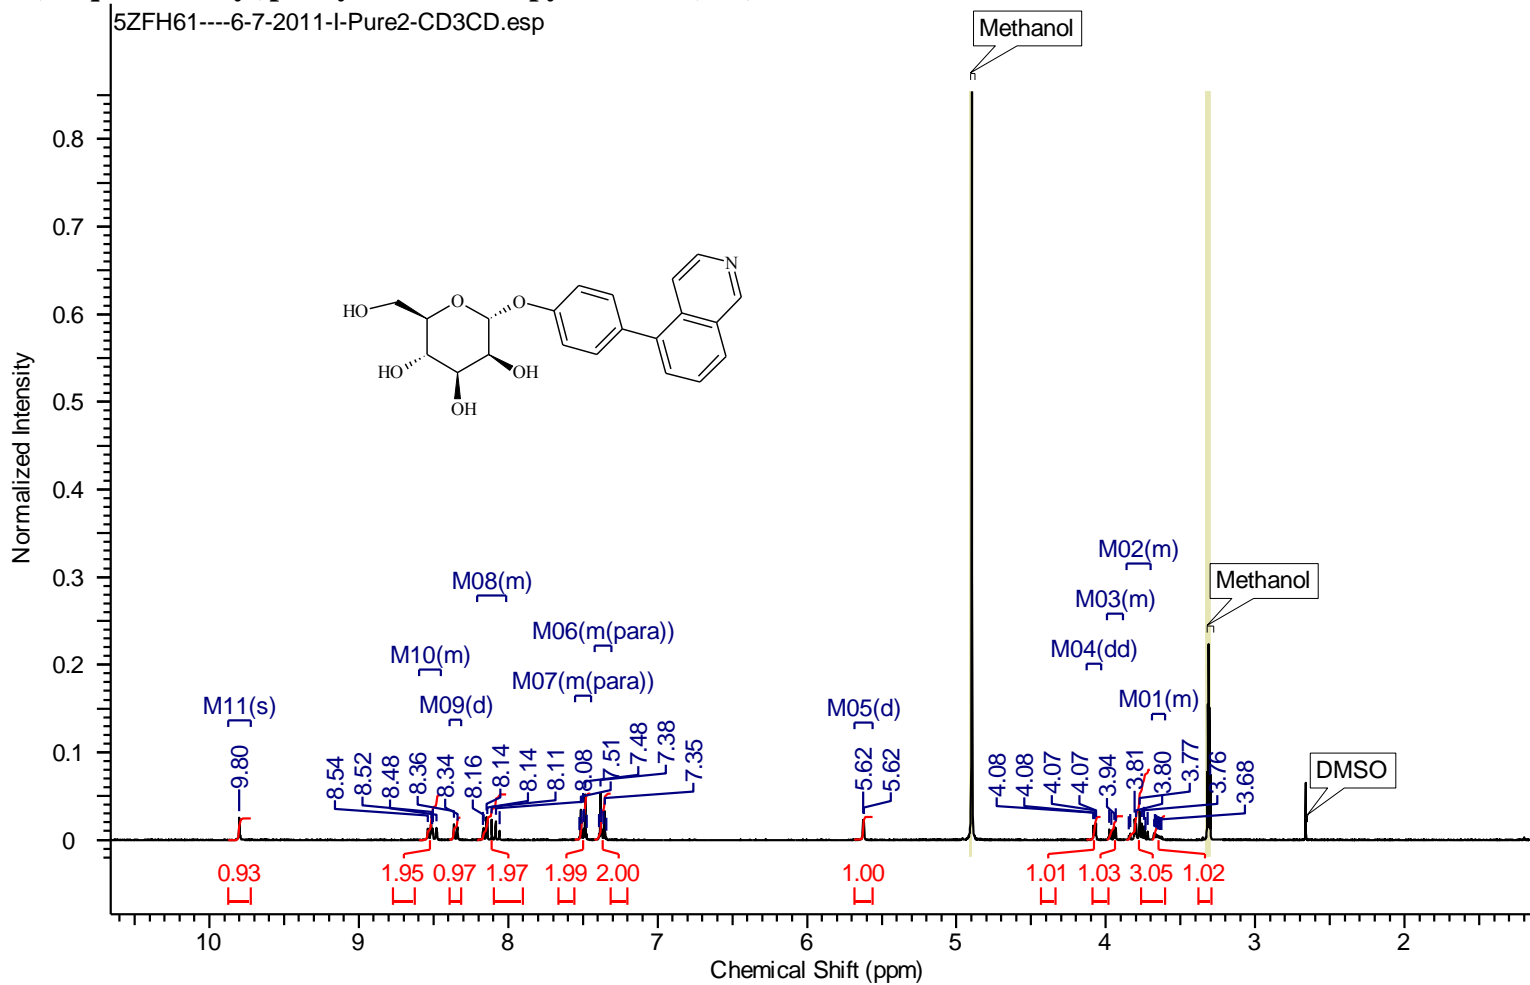 5ZFH61----6-7-2011-I-Pure2-CD3CD.esp
Methanol
Methanol
DMSO
M02(m)
M08(m)
M03(m)
M06(m(para))
M04(dd)
M10(m)
M07(m(para))
M01(m)
M11(s)
M09(d)
M05(d)
9.80
8.54
8.52
8.48
8.36
8.34
8.16
8.14
8.14
8.11
8.08
7.51
7.48
7.38
7.35
5.62
5.62
4.08
4.08
4.07
4.07
3.94
3.81
3.80
3.77
3.76
3.68
HO
O
O
N
HO
OH
OH
0.93
1.95
0.97
1.97
1.99
2.00
1.00
1.01
1.03
3.05
1.02
0.8
0.7
0.6
0.5
0.4
0.3
0.2
0.1
0
Normalized Intensity
10
9
8
7
6
5
4
3
2
Chemical Shift (ppm)